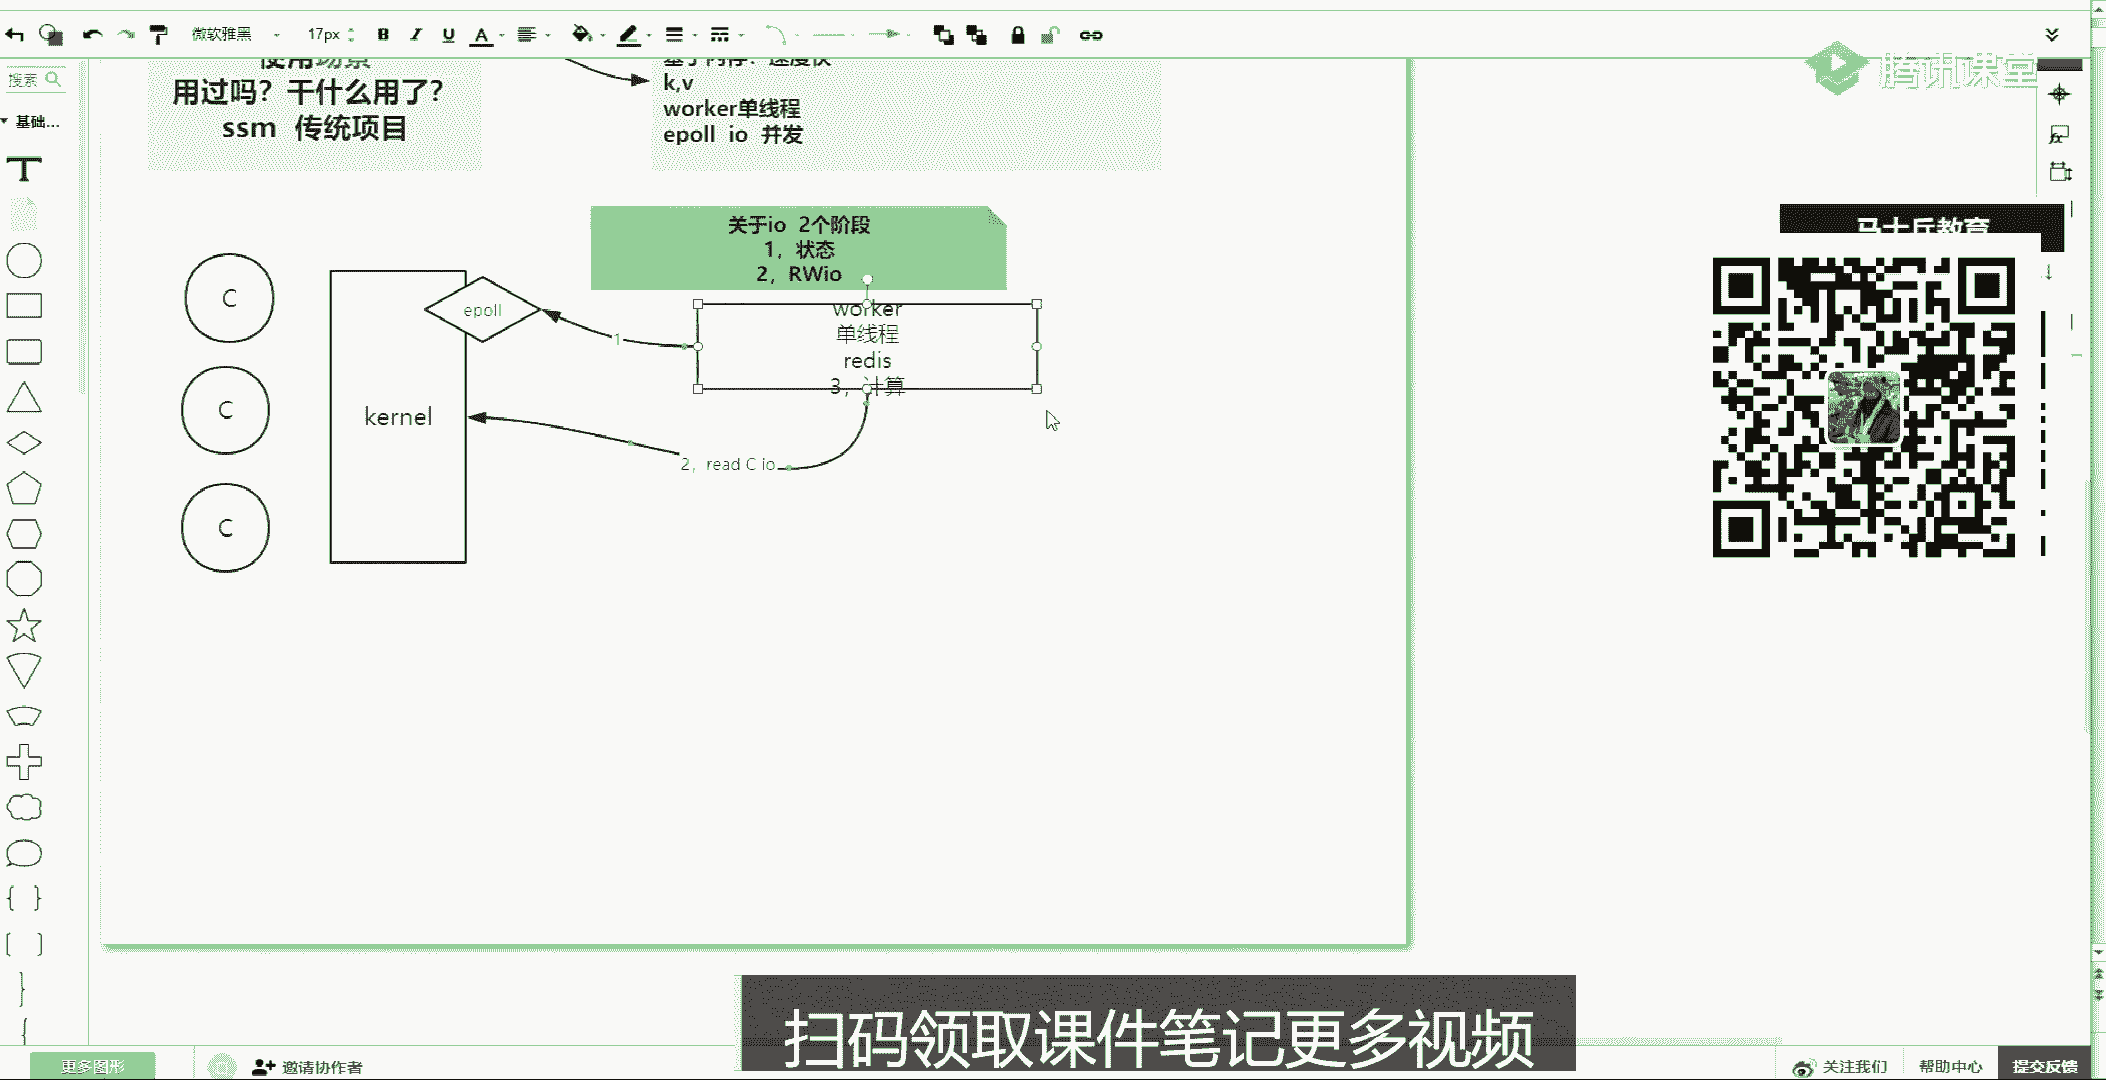 微软雅黑
17px
搜索
基础...
使用场景
用过吗？干什么用了？
ssm 传统项目
基于内存：速度快
k,v
worker单线程
epoll io 并发
腾讯课堂
马士兵教育
关于io 2个阶段
1，状态
2，RWio
C
C
C
kernel
epoll
1
worker
单线程
redis
3，计算
2，read C io
扫码领取课件笔记更多视频
更多图形
邀请协作者
关注我们
帮助中心
提交反馈